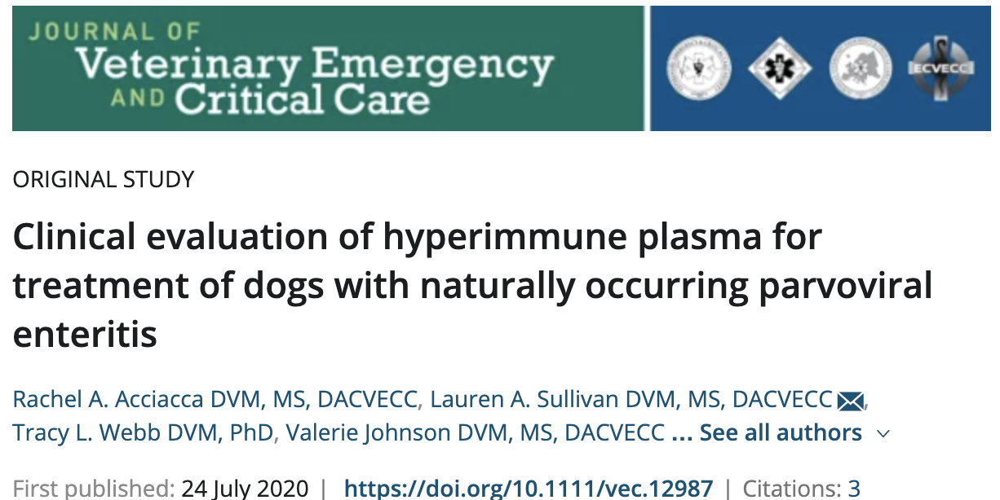 JOURNAL OF
Veterinary Emergency
AND Critical Care
ECVECC
ORIGINAL STUDY
Clinical evaluation of hyperimmune plasma for
treatment of dogs with naturally occurring parvoviral
enteritis
Rachel A. Acciacca DVM, MS, DACVECC, Lauren A. Sullivan DVM, MS, DACVECC,
Tracy L. Webb DVM, PhD, Valerie Johnson DVM, MS, DACVECC ... See all authors
First published: 24 July 2020 | https://doi.org/10.1111/vec.12987 | Citations: 3